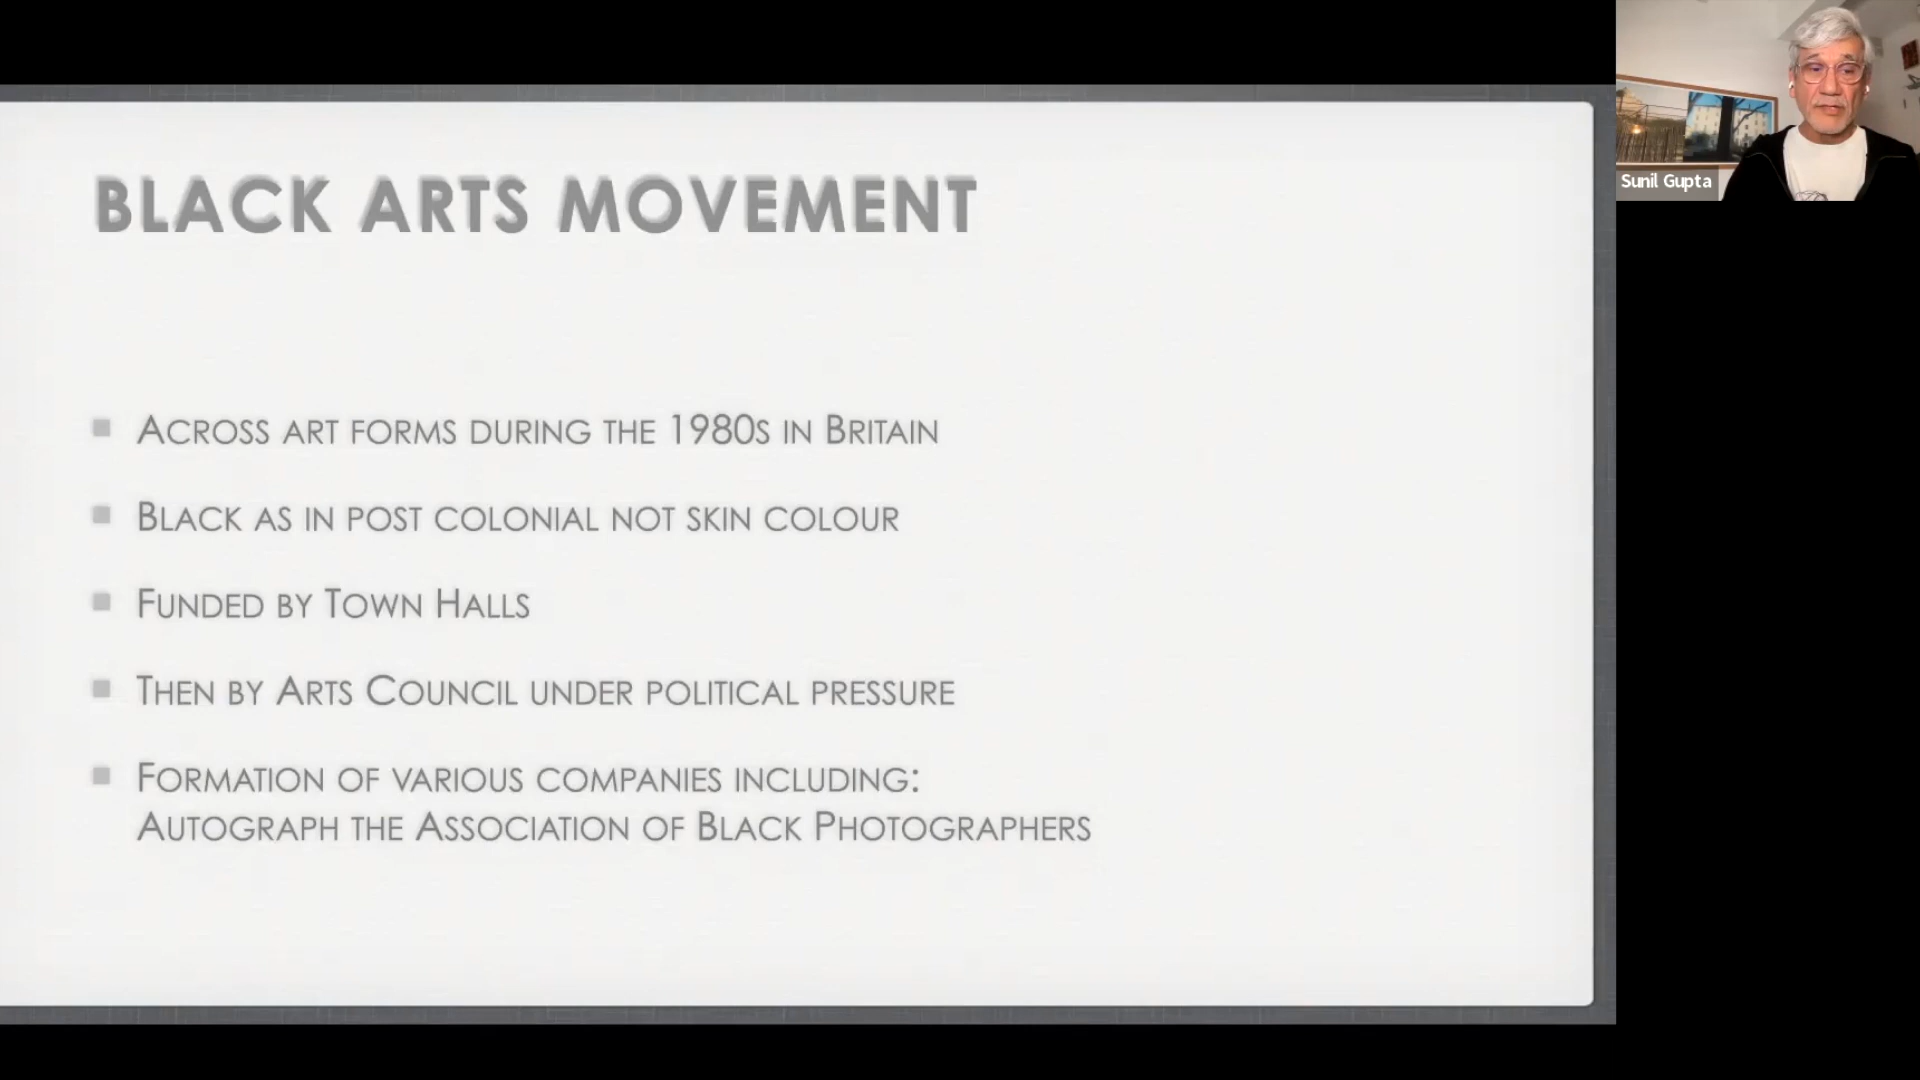 BLACK ARTS MOVEMENT
ACROSS ART FORMS DURING THE 1980S IN BRITAIN
BLACK AS IN POST COLONIAL NOT SKIN COLOUR
FUNDED BY TOWN HALLS
THEN BY ARTS COUNCIL UNDER POLITICAL PRESSURE
FORMATION OF VARIOUS COMPANIES INCLUDING:
AUTOGRAPH THE ASSOCIATION OF BLACK PHOTOGRAPHERS
Sunil Gupta